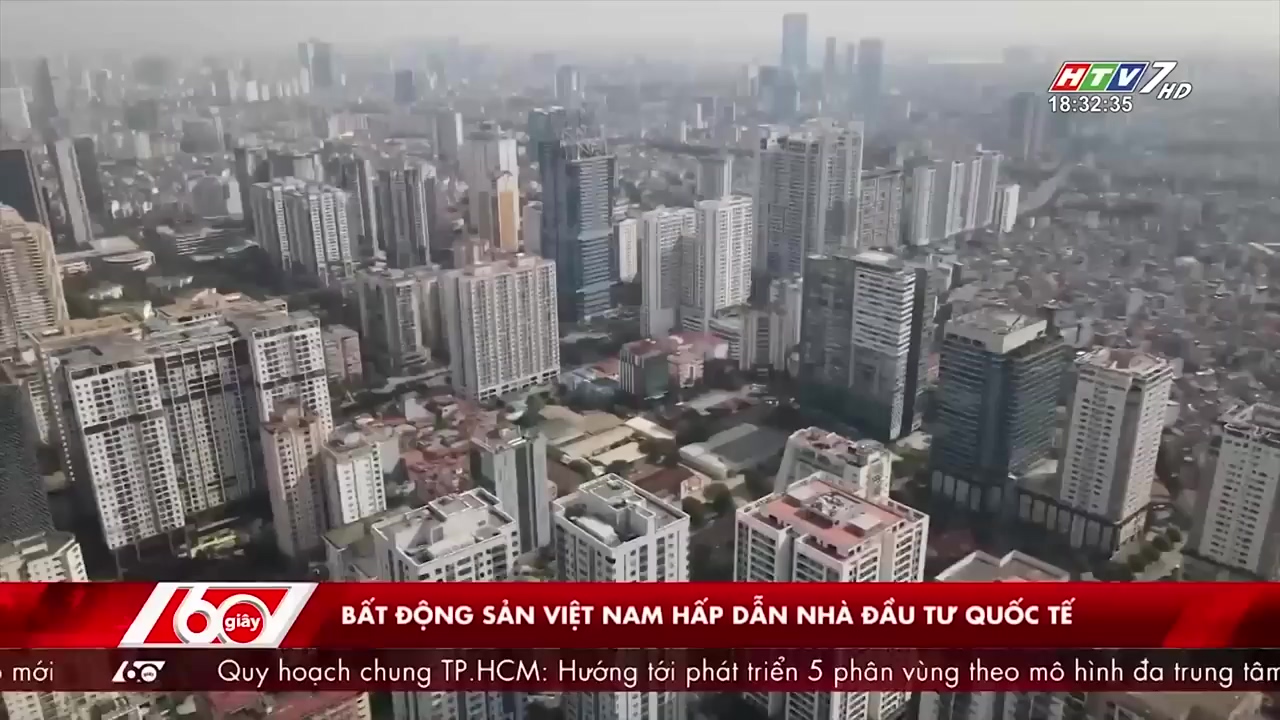 HTV7 HD
18:32:35
60 giây
BẤT ĐỘNG SẢN VIỆT NAM HẤP DẪN NHÀ ĐẦU TƯ QUỐC TẾ
mới 60 giây Quy hoạch chung TP.HCM: Hướng tới phát triển 5 phân vùng theo mô hình đa trung tâm